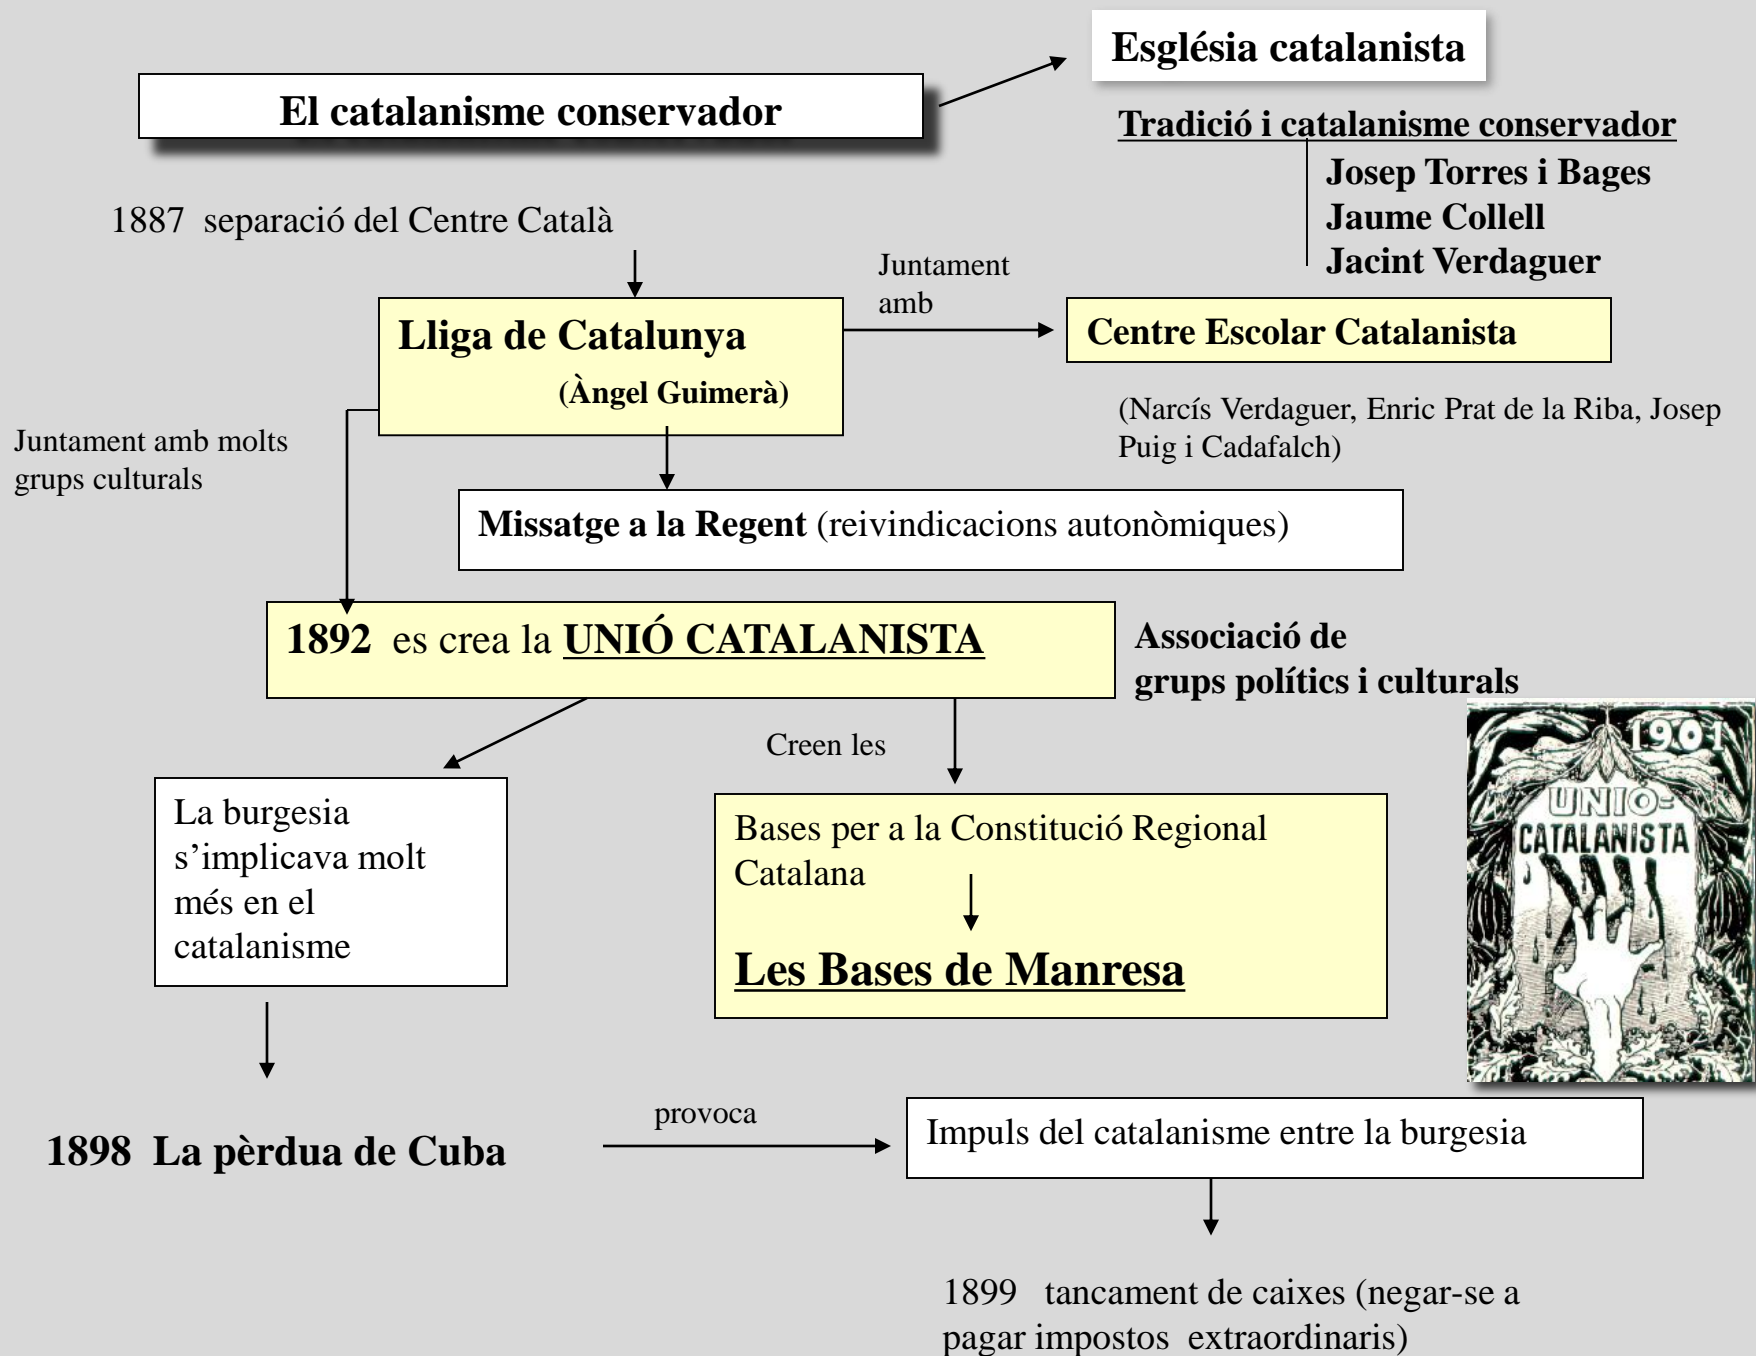 Església catalanista
El catalanisme conservador
Tradició i catalanisme conservador
Josep Torres i Bages
Jaume Collell
Jacint Verdaguer
1887 separació del Centre Català
Juntament
amb
Lliga de Catalunya
(Àngel Guimerà)
Centre Escolar Catalanista
(Narcís Verdaguer, Enric Prat de la Riba, Josep
Puig i Cadafalch)
Juntament amb molts
grups culturals
Missatge a la Regent (reivindicacions autonòmiques)
1892 es crea la UNIÓ CATALANISTA
Associació de
grups polítics i culturals
Creen les
La burgesia
s’implicava molt
més en el
catalanisme
Bases per a la Constitució Regional
Catalana
Les Bases de Manresa
1901
UNIÓ=
CATALANISTA
1898 La pèrdua de Cuba
provoca
Impuls del catalanisme entre la burgesia
1899 tancament de caixes (negar-se a
pagar impostos extraordinaris)